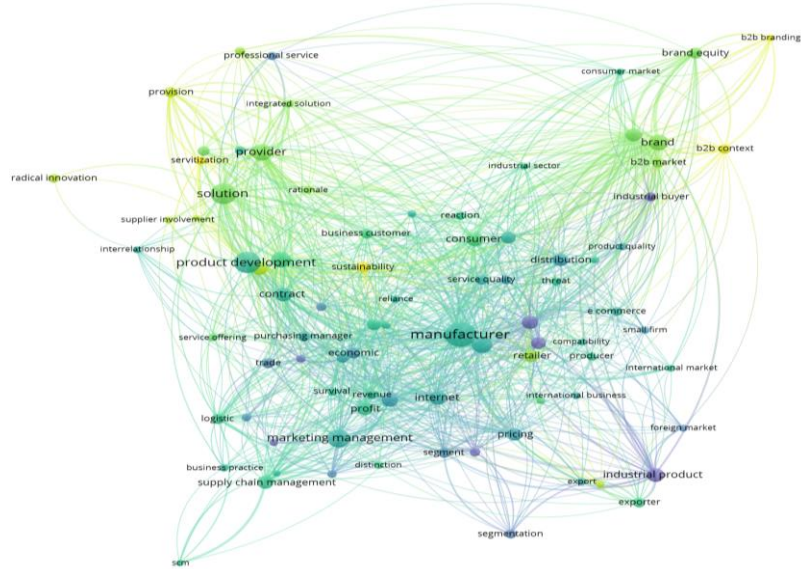 b2b branding
professional service
brand equity
consumer market
provision
integrated solution
brand
provider
b2b context
servitization
b2b market
industrial sector
radical innovation
solution
rationale
industrial buyer
supplier involvement
reaction
business customer
interrelationship
consumer
product quality
product development
sustainability
distribution
service quality
threat
contract
reliance
e commerce
service offering
purchasing manager
manufacturer
small firm
compatibility
trade
economic
retailer
producer
international market
survival
revenue
internet
international business
profit
logistic
foreign market
marketing management
pricing
segment
business practice
distinction
industrial product
supply chain management
export
exporter
segmentation
scm